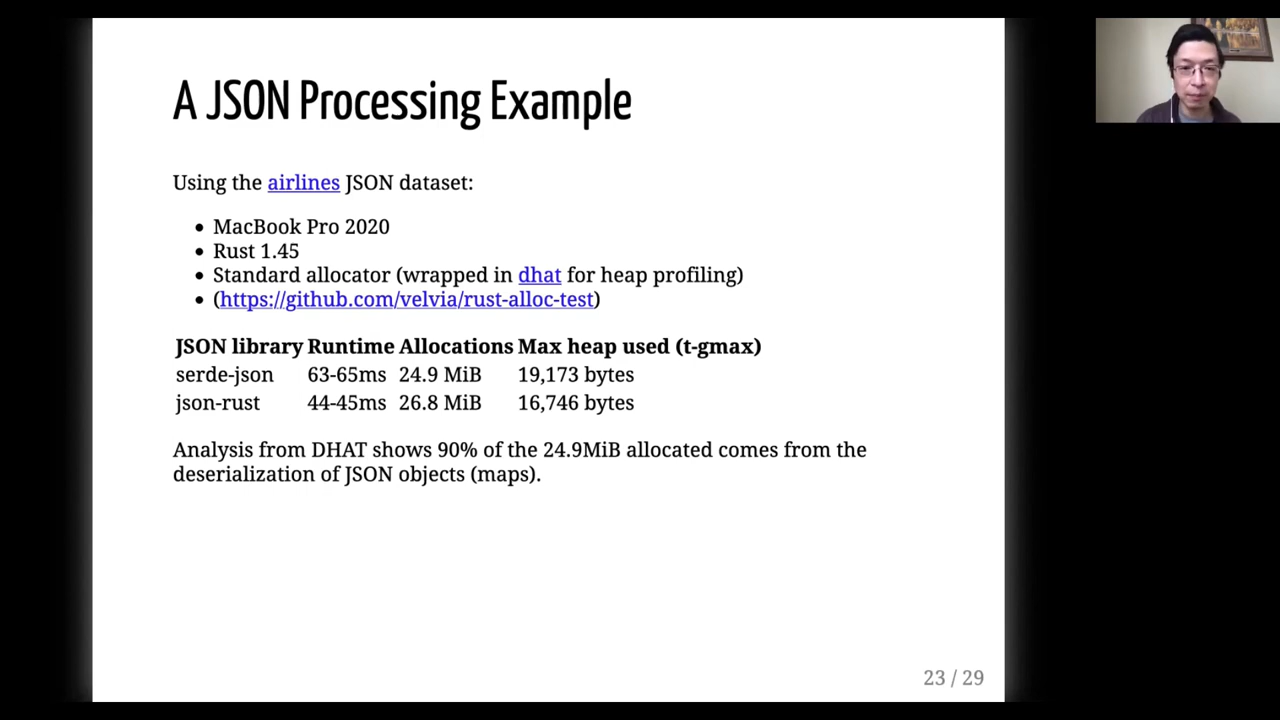 A JSON Processing Example
Using the airlines JSON dataset:
• MacBook Pro 2020
• Rust 1.45
• Standard allocator (wrapped in dhat for heap profiling)
• (https://github.com/velvia/rust-alloc-test)
JSON library Runtime Allocations Max heap used (t-gmax)
serde-json 63-65ms 24.9 MiB 19,173 bytes
json-rust 44-45ms 26.8 MiB 16,746 bytes
Analysis from DHAT shows 90% of the 24.9MiB allocated comes from the
deserialization of JSON objects (maps).
23 / 29